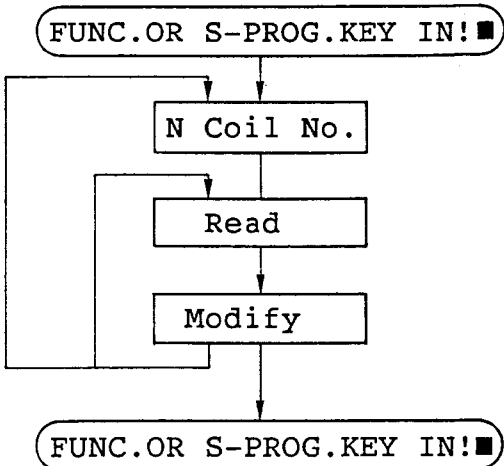 FUNC.OR S-PROG.KEY IN!■
N Coil No.
Read
Modify
FUNC.OR S-PROG.KEY IN!■